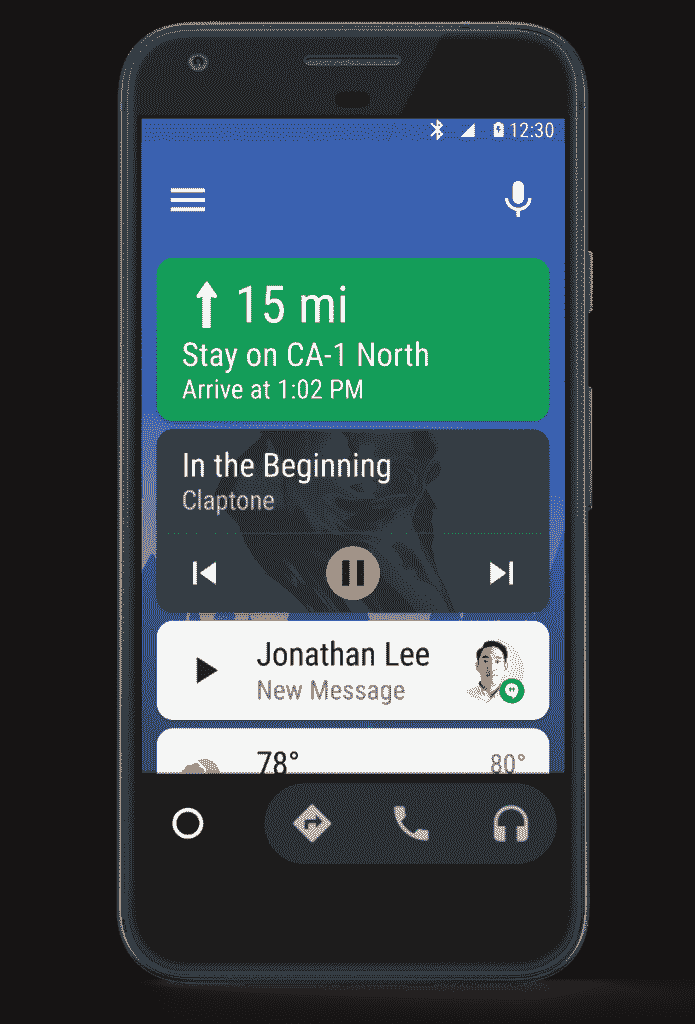 12:30
15 mi
Stay on CA-1 North
Arrive at 1:02 PM
In the Beginning
Claptone
Jonathan Lee
New Message
78° 80°